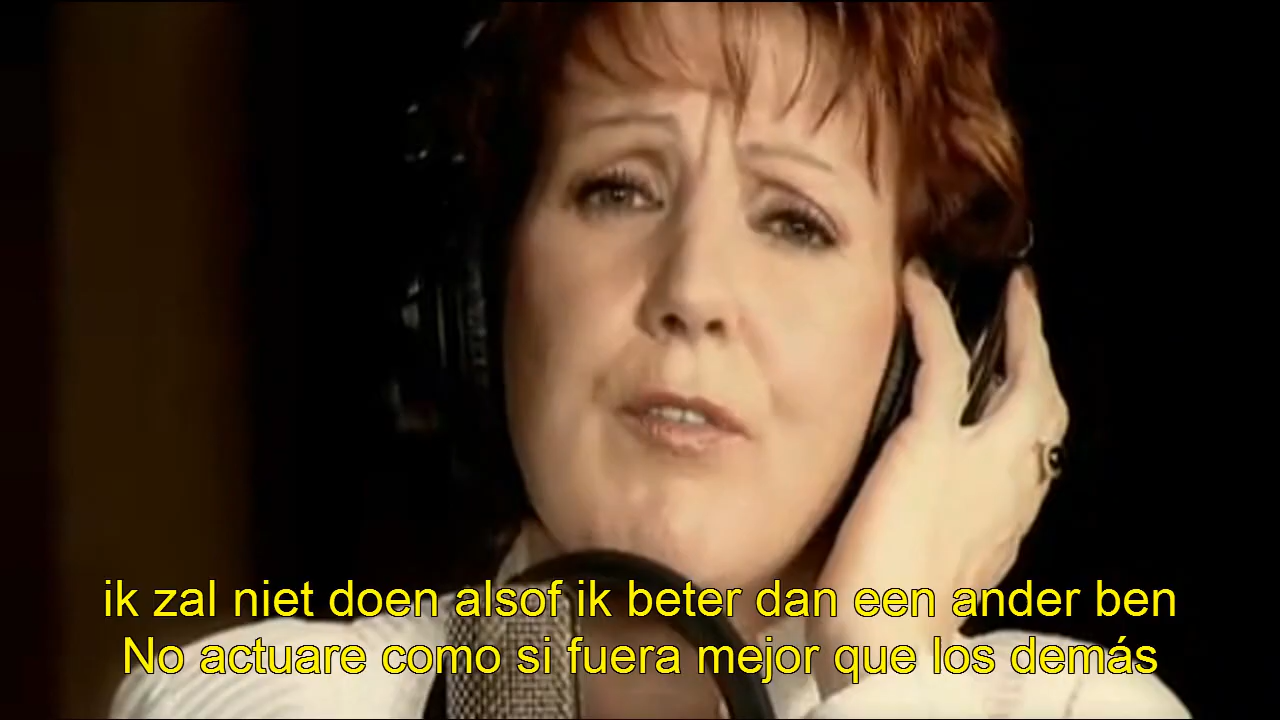 ik zal niet doen alsof ik beter dan een ander ben
No actuare como si fuera mejor que los demás